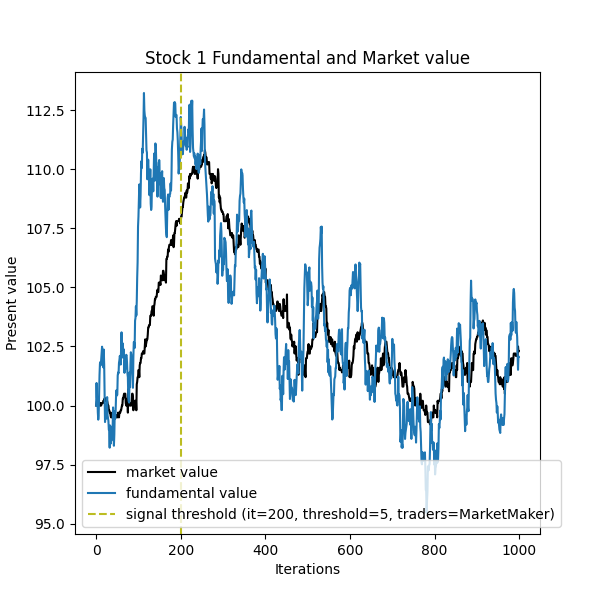 Stock 1 Fundamental and Market value
Present value
112.5
110.0
107.5
105.0
102.5
100.0
97.5
95.0
market value
fundamental value
signal threshold (it=200, threshold=5, traders=MarketMaker)
0 200 400 600 800 1000
Iterations